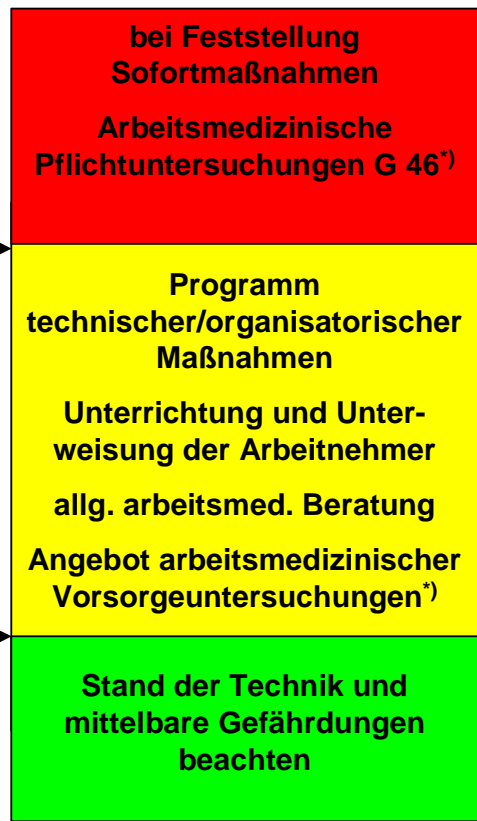 bei Feststellung
Sofortmaßnahmen
Arbeitsmedizinische
Pflichtuntersuchungen G 46*)
Programm
technischer/organisatorischer
Maßnahmen
Unterrichtung und Unter-
weisung der Arbeitnehmer
allg. arbeitsmed. Beratung
Angebot arbeitsmedizinischer
Vorsorgeuntersuchungen*)
Stand der Technik und
mittelbare Gefährdungen
beachten